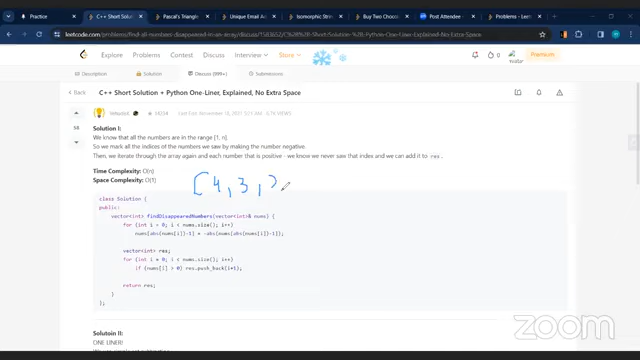 Practice
C++ Short Solution
Pascal's Triangle
Unique Email Ad
Isomorphic Strin
Buy Two Choco
Post Attendee
Problems - Leet
Explore Problems Contest Discuss Interview Store
Premium
Description Solution Discuss (999+) Submissions
Back C++ Short Solution + Python One-Liner, Explained, No Extra Space
58
Solution I:
We know that all the numbers are in the range [1, n].
So we mark all the indices of the numbers we saw by making the number negative.
Then, we iterate through the array again and each number that is positive - we know we never saw that index and we can add it to res.
Time Complexity: O(n)
Space Complexity: O(1)
[4, 3,
class Solution {
public:
vector<int> findDisappearedNumbers(vector<int>& nums) {
for (int i = 0; i < nums.size(); i++)
nums[abs(nums[i])-1] = -abs(nums[abs(nums[i])-1]);
vector<int> res;
for (int i = 0; i < nums.size(); i++)
if (nums[i] > 0) res.push_back(i+1);
return res;
}
};
Solutoin II:
ONE LINER!
zoom